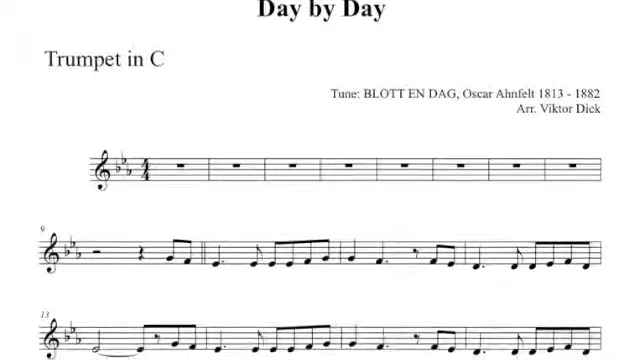 Day by Day
Trumpet in C
Tune: BLOTT EN DAG, Oscar Ahnfelt 1813 - 1882
Arr. Viktor Dick
9
13